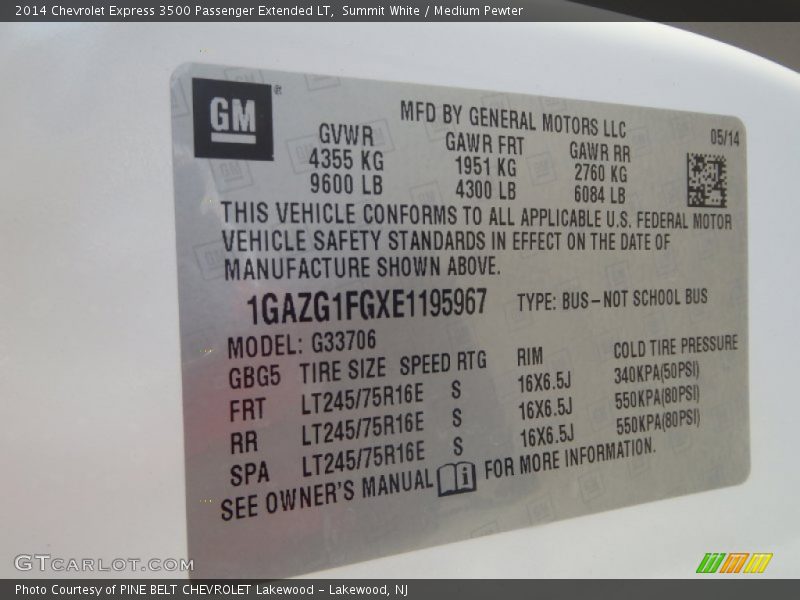 2014 Chevrolet Express 3500 Passenger Extended LT, Summit White / Medium Pewter
GM®
MFD BY GENERAL MOTORS LLC
05/14
GVWR GAWR FRT GAWR RR
4355 KG 1951 KG 2760 KG
9600 LB 4300 LB 6084 LB
THIS VEHICLE CONFORMS TO ALL APPLICABLE U.S. FEDERAL MOTOR
VEHICLE SAFETY STANDARDS IN EFFECT ON THE DATE OF
MANUFACTURE SHOWN ABOVE.
1GAZG1FGXE1195967 TYPE: BUS–NOT SCHOOL BUS
MODEL: G33706
GBG5 TIRE SIZE SPEED RTG RIM COLD TIRE PRESSURE
FRT LT245/75R16E S 16X6.5J 340KPA(50PSI)
RR LT245/75R16E S 16X6.5J 550KPA(80PSI)
SPA LT245/75R16E S 16X6.5J 550KPA(80PSI)
SEE OWNER'S MANUAL FOR MORE INFORMATION.
GTCARLOT.COM
Photo Courtesy of PINE BELT CHEVROLET Lakewood - Lakewood, NJ